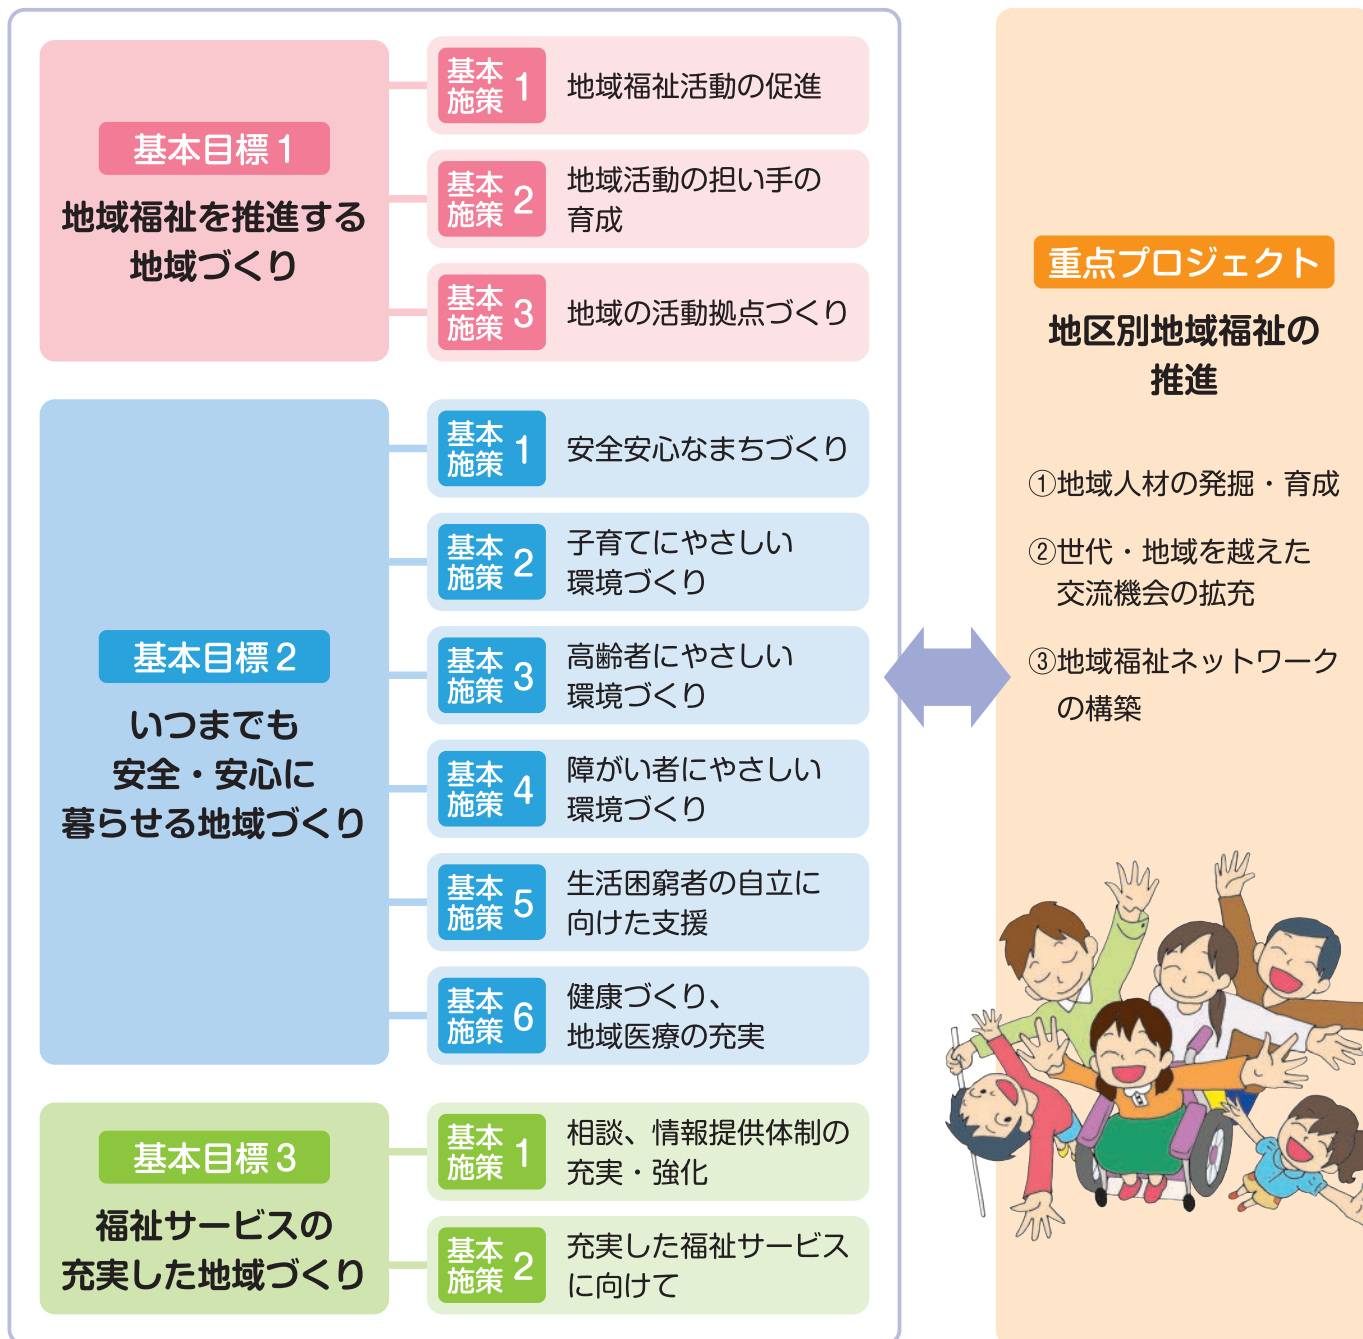 基本目標1
地域福祉を推進する
地域づくり
基本
施策 1
地域福祉活動の促進
基本
施策 2
地域活動の担い手の
育成
基本
施策 3
地域の活動拠点づくり
基本目標2
いつまでも
安全・安心に
暮らせる地域づくり
基本
施策 1
安全安心なまちづくり
基本
施策 2
子育てにやさしい
環境づくり
基本
施策 3
高齢者にやさしい
環境づくり
基本
施策 4
障がい者にやさしい
環境づくり
基本
施策 5
生活困窮者の自立に
向けた支援
基本
施策 6
健康づくり、
地域医療の充実
基本目標3
福祉サービスの
充実した地域づくり
基本
施策 1
相談、情報提供体制の
充実・強化
基本
施策 2
充実した福祉サービス
に向けて
重点プロジェクト
地区別地域福祉の
推進
①地域人材の発掘・育成
②世代・地域を越えた
交流機会の拡充
③地域福祉ネットワーク
の構築